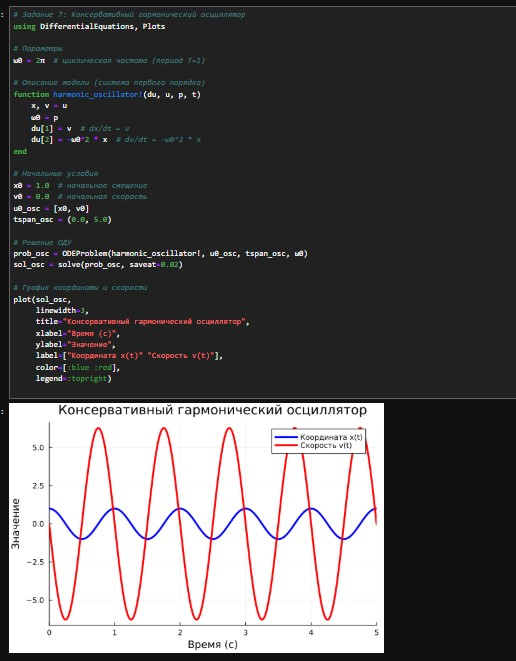 :
# Задание 7: Консервативный гармонический осциллятор
using DifferentialEquations, Plots
# Параметры
ω0 = 2π  # циклическая частота (период T=1)
# Описание модели (система первого порядка)
function harmonic_oscillator!(du, u, p, t)
    x, v = u
    ω0 = p
    du[1] = v  # dx/dt = v
    du[2] = -ω0^2 * x  # dv/dt = -ω0^2 * x
end
# Начальные условия
x0 = 1.0  # начальное смещение
v0 = 0.0  # начальная скорость
u0_osc = [x0, v0]
tspan_osc = (0.0, 5.0)
# Решение ОДУ
prob_osc = ODEProblem(harmonic_oscillator!, u0_osc, tspan_osc, ω0)
sol_osc = solve(prob_osc, saveat=0.02)
# График координаты и скорости
plot(sol_osc,
     linewidth=3,
     title="Консервативный гармонический осциллятор",
     xlabel="Время (с)",
     ylabel="Значение",
     label=["Координата x(t)" "Скорость v(t)"],
     color=[:blue :red],
     legend=:topright)
:
Консервативный гармонический осциллятор
Координата x(t)
Скорость v(t)
5.0
2.5
0.0
−2.5
−5.0
Значение
0 1 2 3 4 5
Время (с)